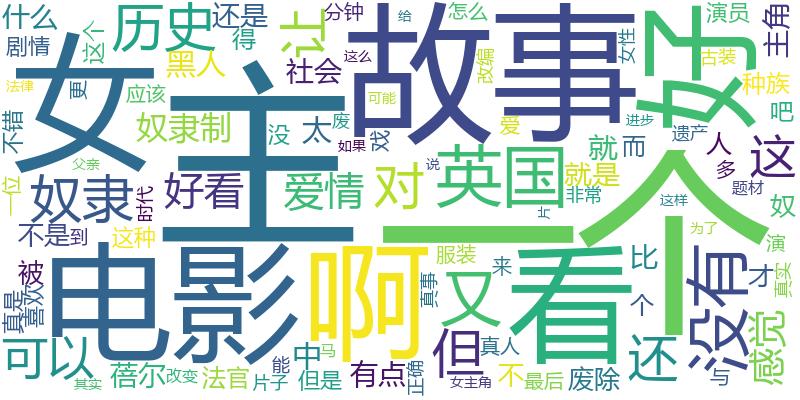 什么
还是
分钟
给
怎么
演员
主角
剧情
这个
历史
得
让
女性
改编
古装
黑人
社会
故事
好
法律
更
女主
一个
种族
不错
应该
奴隶制
没
太
废
这么
可能
戏
进步
遗产
吧
爱
如果
就
而
人
多
这
父亲
一位
奴隶
时代
好看
爱情
对
英国
说
就是
非常
题材
这样
奴
不是
到
这种
片
为了
演
被
电影
啊
服装
又
来
看
比
没有
才
真实
真是
喜欢
真事
个
感觉
可以
蓓尔
中
马
能
有点
但
真人
还
与
其实
改变
法官
片子
但是
正确
女主角
不
最后
废除